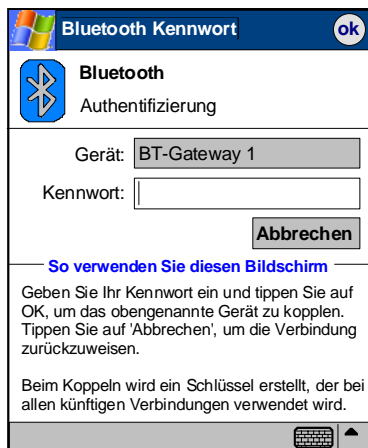 Bluetooth Kennwort
ok
Bluetooth
Authentifizierung
Gerät: BT-Gateway 1
Kennwort:
Abbrechen
So verwenden Sie diesen Bildschirm
Geben Sie Ihr Kennwort ein und tippen Sie auf
OK, um das obengenannte Gerät zu kopplen.
Tippen Sie auf 'Abbrechen', um die Verbindung
zurückzuweisen.
Beim Koppeln wird ein Schlüssel erstellt, der bei
allen künftigen Verbindungen verwendet wird.